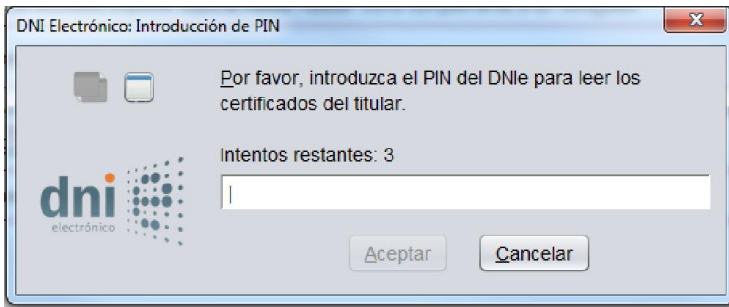 DNI Electrónico: Introducción de PIN
Por favor, introduzca el PIN del DNIe para leer los
certificados del titular.
Intentos restantes: 3
dni
electrónico
Aceptar
Cancelar